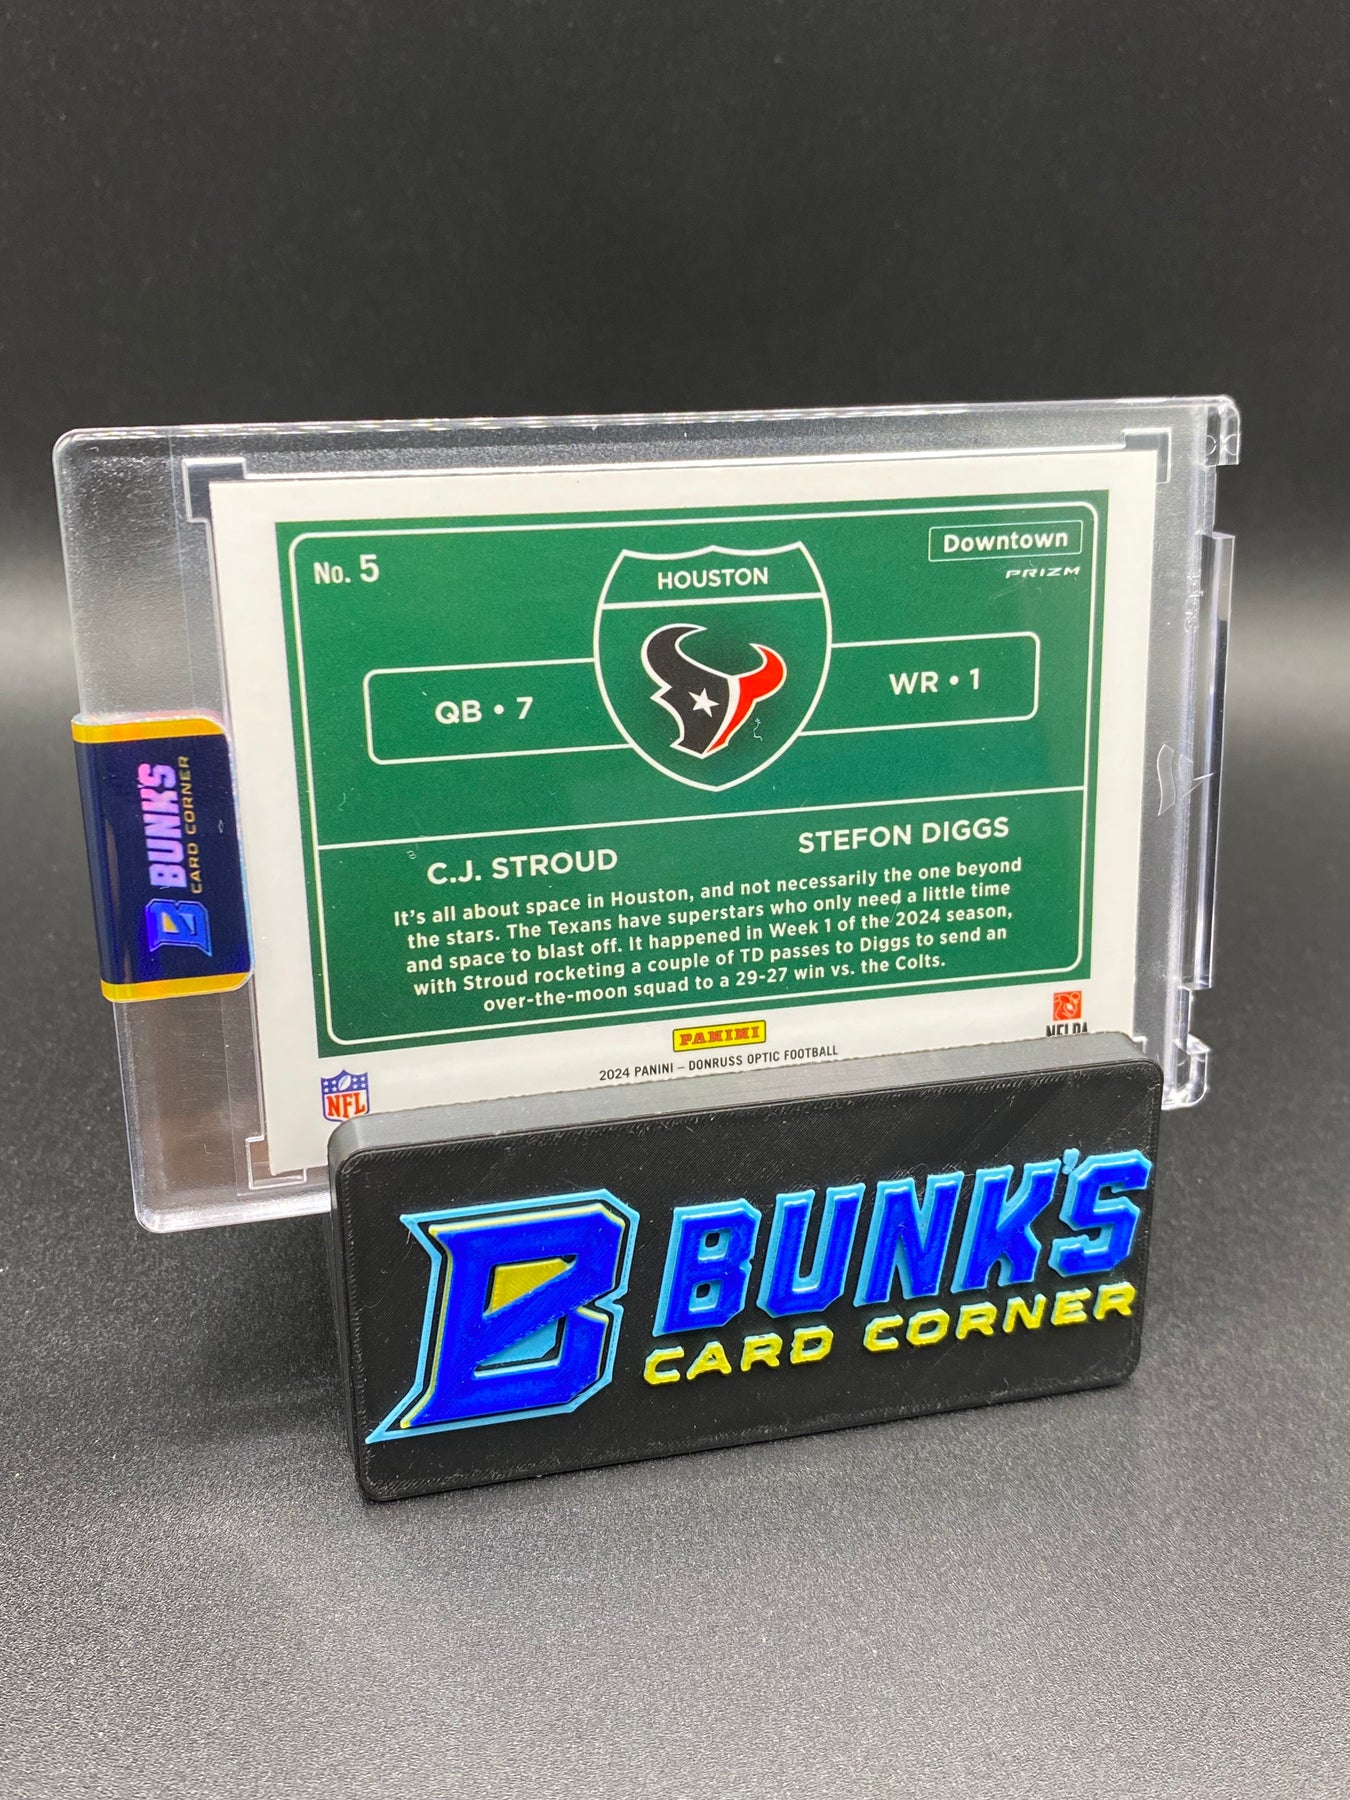 No. 5
Downtown
PRIZM
HOUSTON
QB • 7
WR • 1
C.J. STROUD
STEFON DIGGS
It's all about space in Houston, and not necessarily the one beyond
the stars. The Texans have superstars who only need a little time
and space to blast off. It happened in Week 1 of the 2024 season,
with Stroud rocketing a couple of TD passes to Diggs to send an
over-the-moon squad to a 29-27 win vs. the Colts.
PANINI
2024 PANINI – DONRUSS OPTIC FOOTBALL
NFL
NFLPA
B BUNK'S
CARD CORNER
B BUNK'S
CARD CORNER